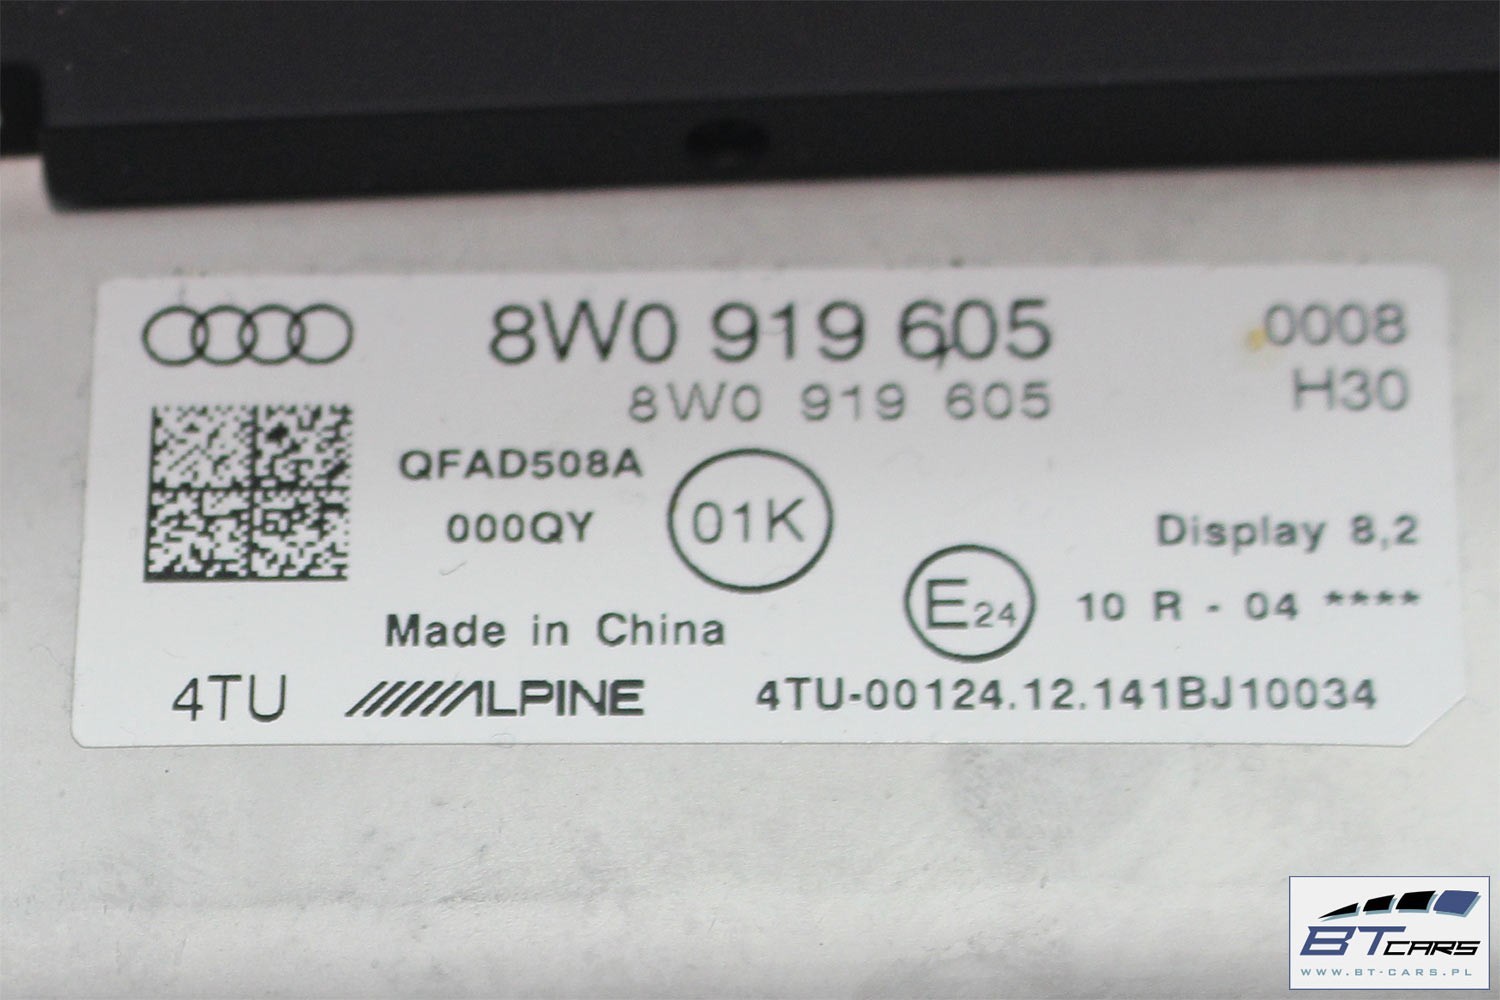 8W0 919 605 0008
8W0 919 605 H30
QFAD508A
000QY
01K
Display 8,2
E24 10 R - 04 ****
Made in China
4TU ALPINE 4TU-00124.12.141BJ10034
BT CARS
WWW.BT-CARS.PL